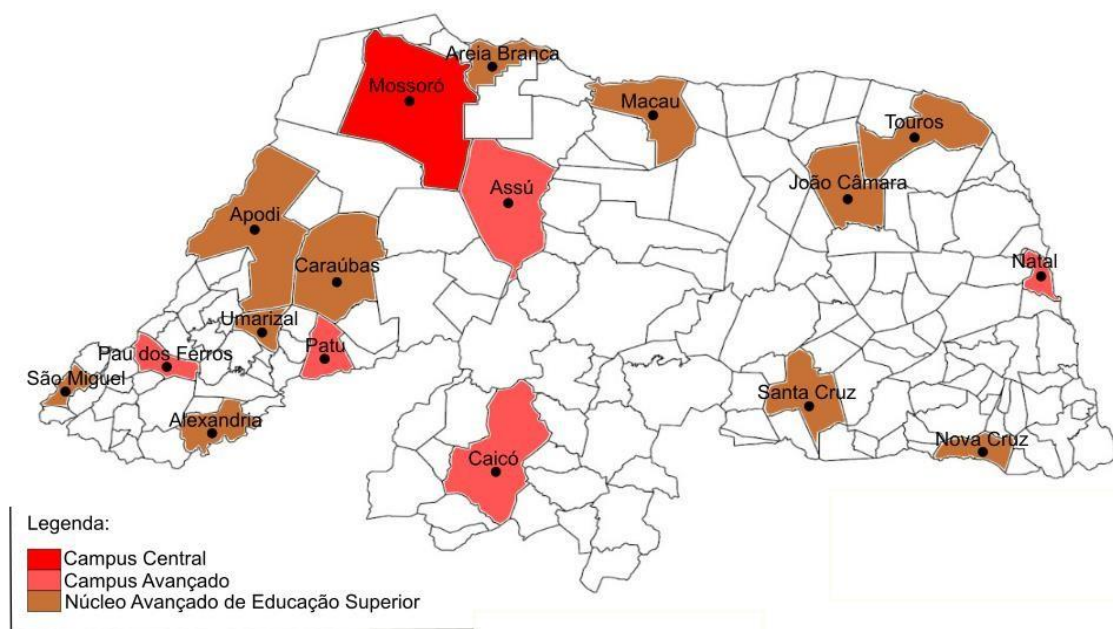 Areia Branca
Mossoró
Macau
Touros
João Câmara
Assú
Apodi
Caraúbas
Natal
Umarizal
Patu
Pau dos Ferros
São Miguel
Santa Cruz
Alexandria
Nova Cruz
Caicó
Legenda:
Campus Central
Campus Avançado
Núcleo Avançado de Educação Superior